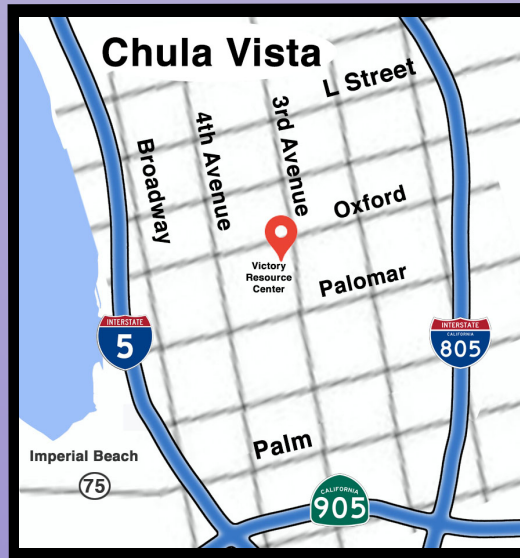 Chula Vista
L Street
3rd Avenue
4th Avenue
Broadway
Oxford
Victory
Resource
Center
Palomar
INTERSTATE
5
INTERSTATE
CALIFORNIA
805
Palm
Imperial Beach
75
CALIFORNIA
905